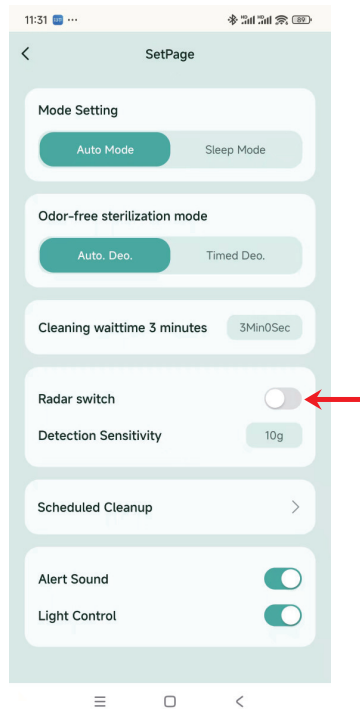 11:31 ...
89
SetPage
Mode Setting
Auto Mode Sleep Mode
Odor-free sterilization mode
Auto. Deo. Timed Deo.
Cleaning waittime 3 minutes 3Min0Sec
Radar switch
Detection Sensitivity 10g
Scheduled Cleanup
Alert Sound
Light Control